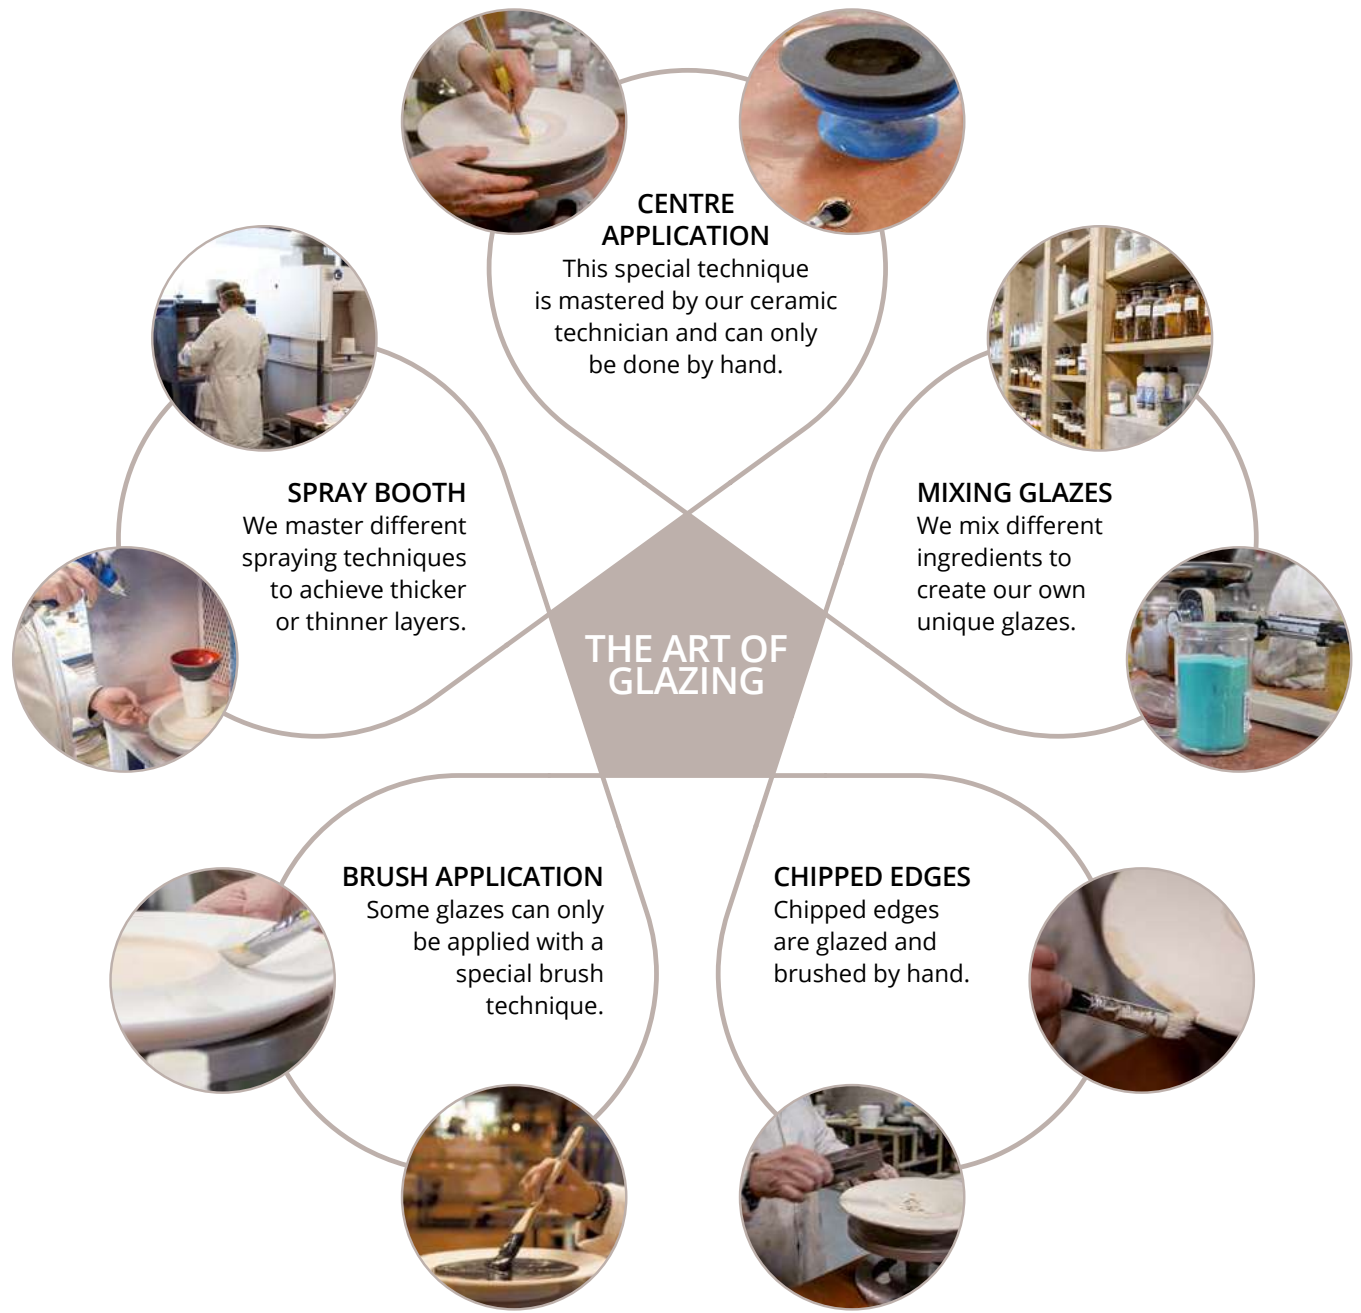 CENTRE
APPLICATION
This special technique
is mastered by our ceramic
technician and can only
be done by hand.
SPRAY BOOTH
We master different
spraying techniques
to achieve thicker
or thinner layers.
MIXING GLAZES
We mix different
ingredients to
create our own
unique glazes.
THE ART OF
GLAZING
BRUSH APPLICATION
Some glazes can only
be applied with a
special brush
technique.
CHIPPED EDGES
Chipped edges
are glazed and
brushed by hand.